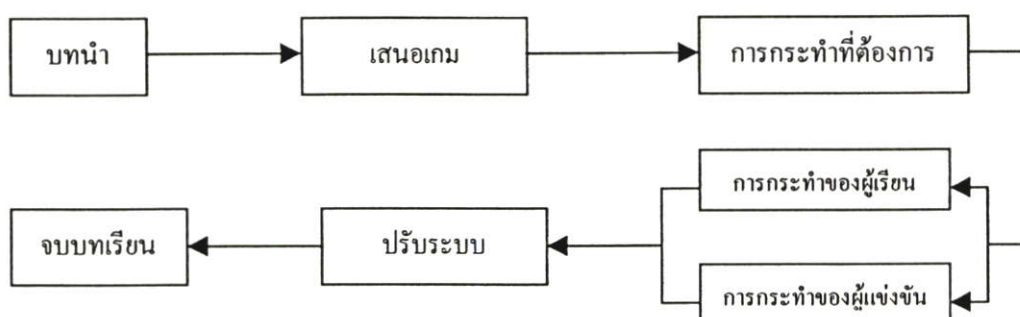 บทนำ
เสนอเกม
การกระทำที่ต้องการ
การกระทำของผู้เรียน
จบบทเรียน
ปรับระบบ
การกระทำของผู้แข่งขัน